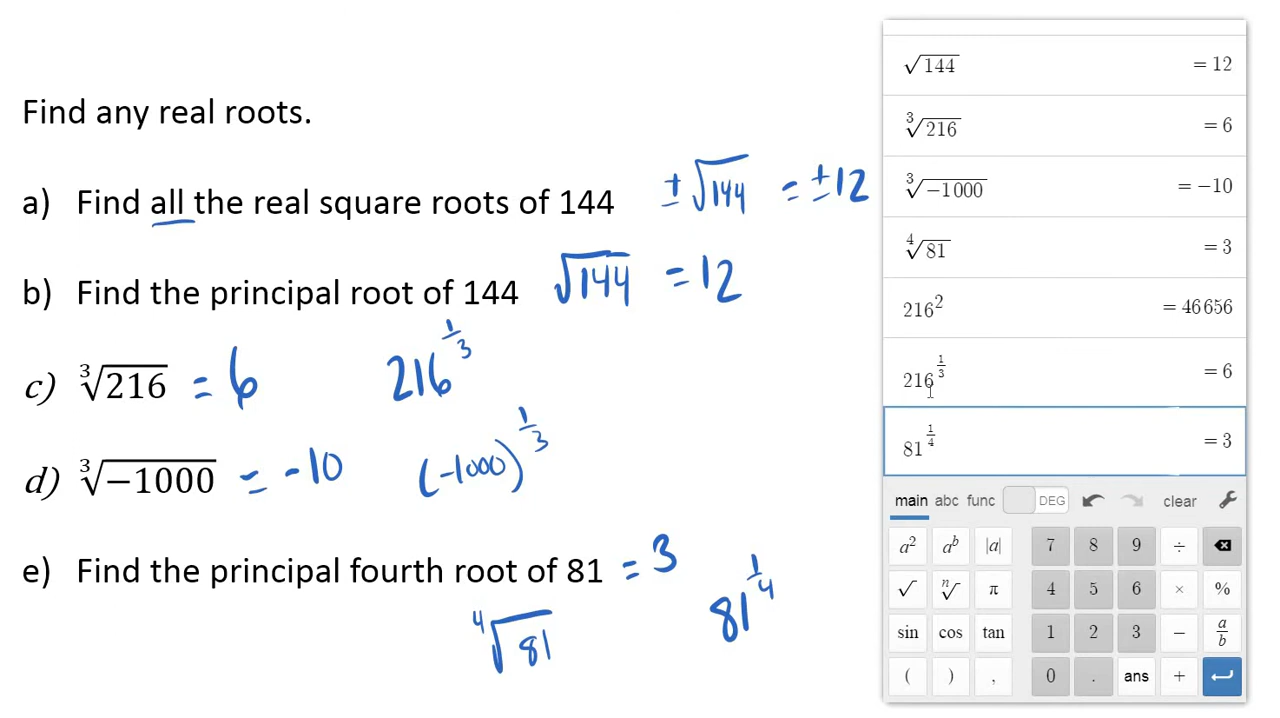 Find any real roots.
a) Find all the real square roots of 144 ±√144 = ±12
b) Find the principal root of 144 √144 = 12
c) ∛216 = 6 216^(1/3)
d) ∛−1000 = -10 (-1000)^(1/3)
e) Find the principal fourth root of 81 = 3
∜81 81^(1/4)
√144 = 12
∛216 = 6
∛−1000 = −10
∜81 = 3
216² = 46656
216^(1/3) = 6
81^(1/4) = 3
main abc func DEG clear
a² aᵇ |a| 7 8 9 ÷
√ ⁿ√ π 4 5 6 × %
sin cos tan 1 2 3 − a/b
( ) , 0 . ans +